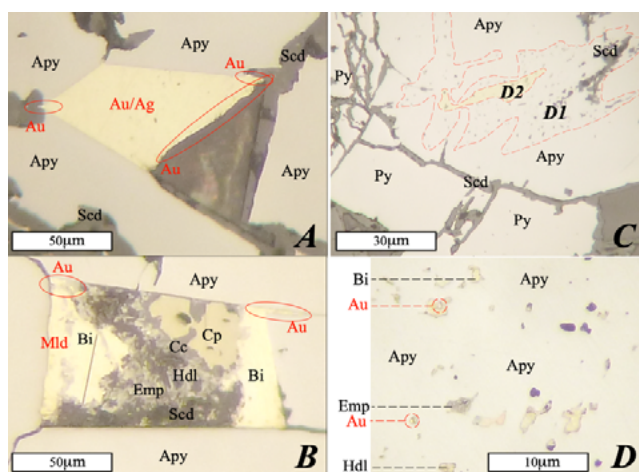 Apy
Au
Scd
Apy
Au/Ag
Au
Apy
Au
Apy
Scd
50μm
A
Apy
Scd
Py
D2
D1
Apy
Py
Scd
Py
30μm
C
Au
Apy
Bi
Cp
Au
Mld
Cc
Hdl
Bi
Emp
Scd
50μm
Apy
B
Bi
Apy
Au
Apy
Apy
Emp
Au
Hdl
10μm
D